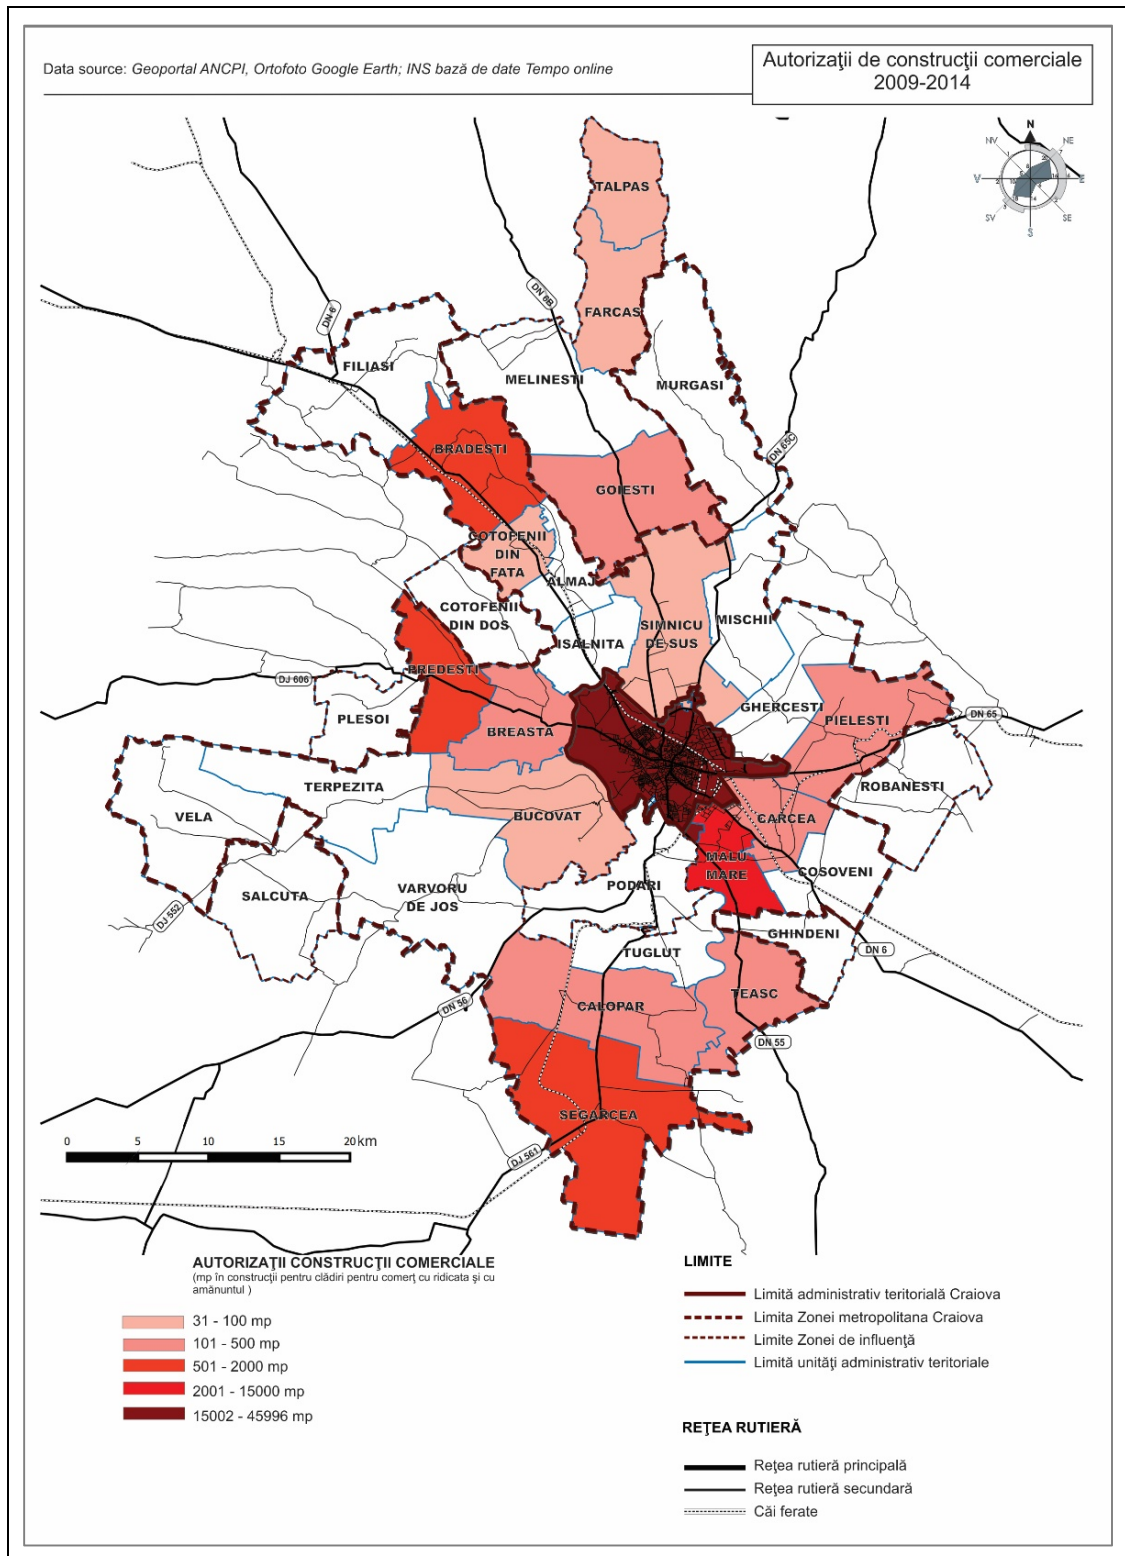 Data source: Geoportal ANCPI, Ortofoto Google Earth; INS bază de date Tempo online
Autorizaţii de construcţii comerciale
2009-2014
N
NV
NE
V
E
SV
SE
S
TALPAS
FARCAS
DN 6B
DN 6
FILIASI
MELINESTI
MURGASI
DN 65C
BRADESTI
GOIESTI
COTOFENII
DIN
FATA
ALMAJ
COTOFENII
DIN DOS
ISALNITA
SIMNICU
DE SUS
MISCHII
PREDESTI
DJ 606
PLESOI
BREASTA
GHERCESTI
PIELESTI
DN 65
TERPEZITA
ROBANESTI
VELA
BUCOVAT
CARCEA
MALU
MARE
COSOVENI
SALCUTA
VARVORU
DE JOS
PODARI
DJ 552
GHINDENI
DN 6
TUGLUT
TEASC
CALOPAR
DN 56
DN 55
SEGARCEA
DJ 561
0 5 10 15 20 km
AUTORIZAŢII CONSTRUCŢII COMERCIALE
(mp în construcţii pentru clădiri pentru comerţ cu ridicata şi cu
amănuntul )
31 - 100 mp
101 - 500 mp
501 - 2000 mp
2001 - 15000 mp
15002 - 45996 mp
LIMITE
Limită administrativ teritorială Craiova
Limita Zonei metropolitana Craiova
Limite Zonei de influenţă
Limită unităţi administrativ teritoriale
REŢEA RUTIERĂ
Reţea rutieră principală
Reţea rutieră secundară
Căi ferate